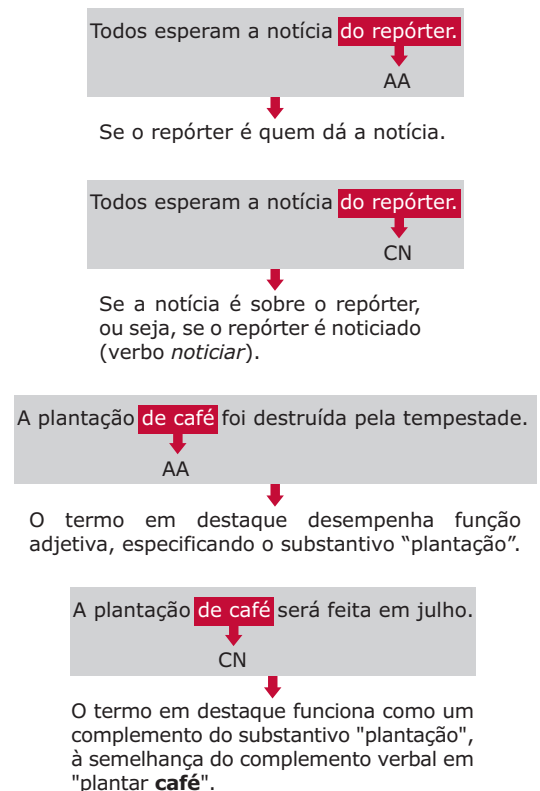 Todos esperam a notícia do repórter.
AA
Se o repórter é quem dá a notícia.
Todos esperam a notícia do repórter.
CN
Se a notícia é sobre o repórter,
ou seja, se o repórter é noticiado
(verbo noticiar).
A plantação de café foi destruída pela tempestade.
AA
O termo em destaque desempenha função
adjetiva, especificando o substantivo “plantação”.
A plantação de café será feita em julho.
CN
O termo em destaque funciona como um
complemento do substantivo "plantação",
à semelhança do complemento verbal em
"plantar café".